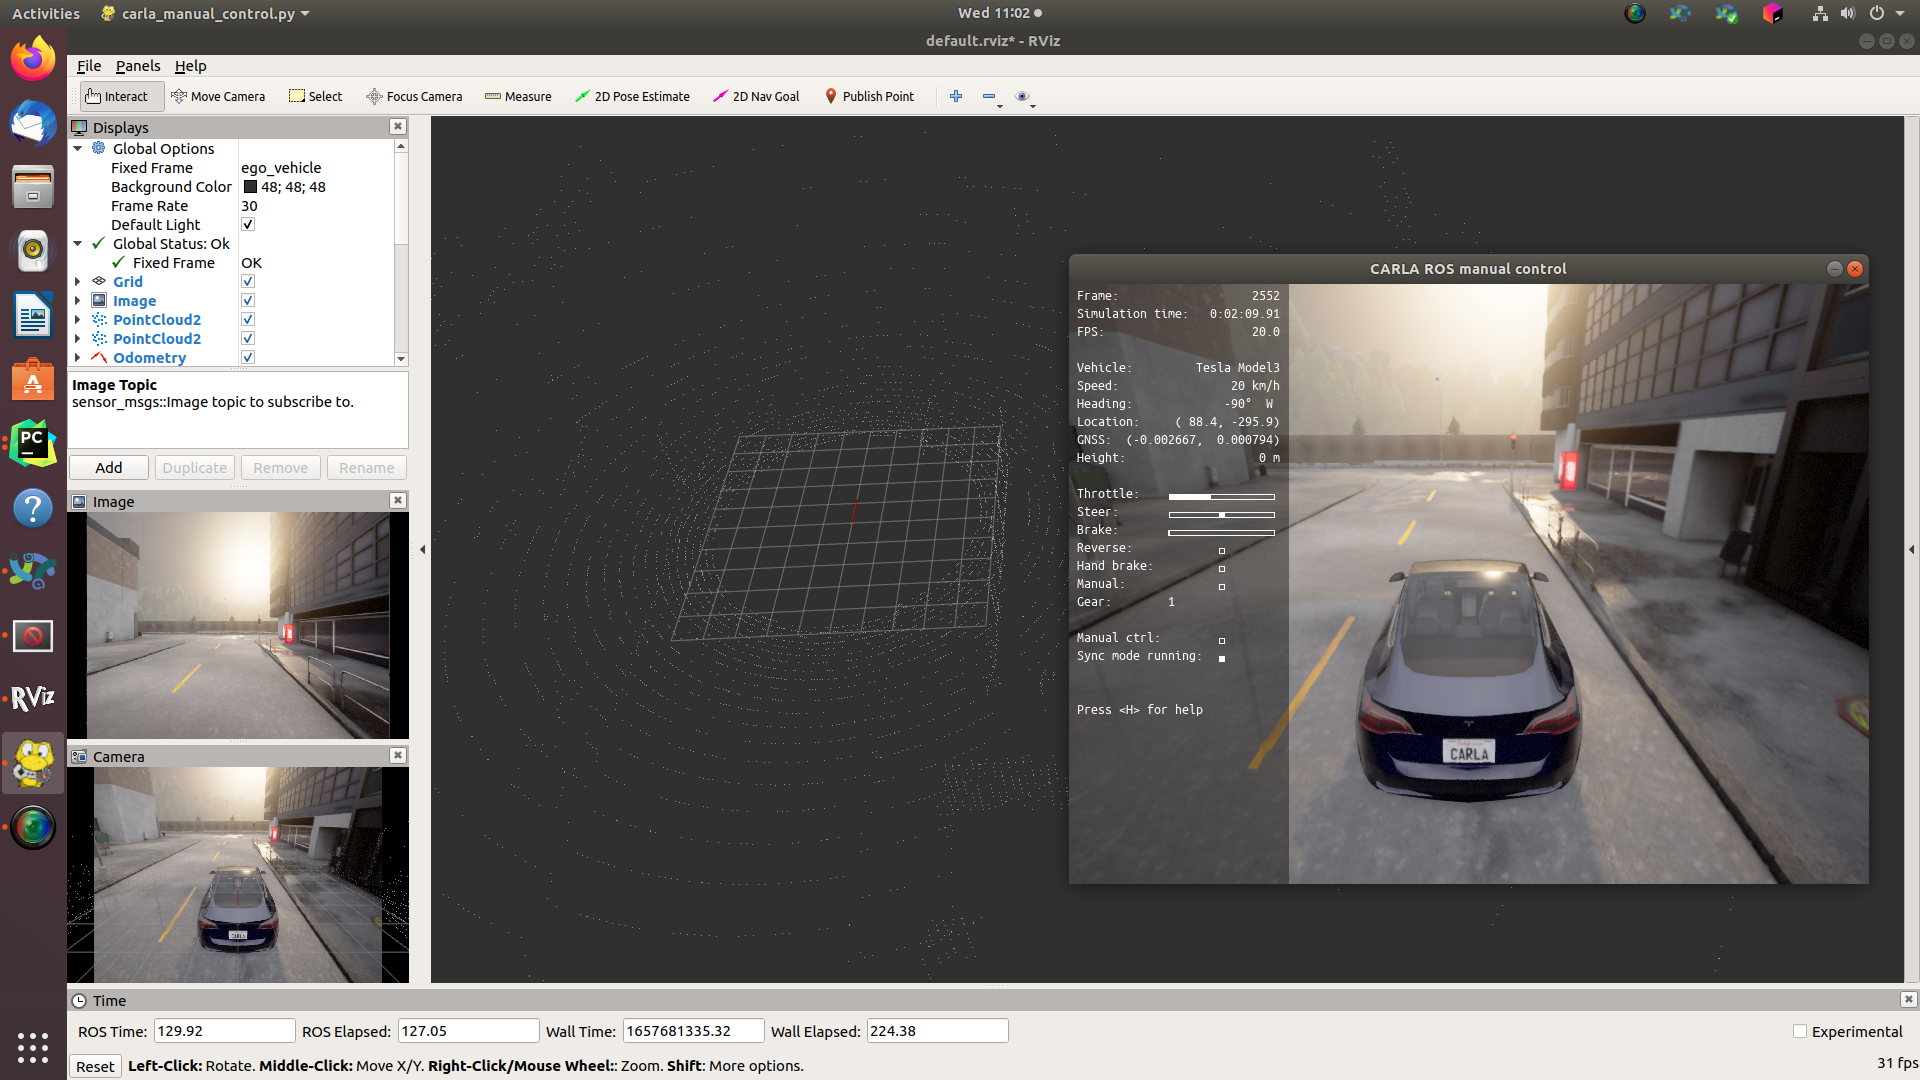 Activities
carla_manual_control.py
Wed 11:02
default.rviz* - RViz
File Panels Help
Interact Move Camera Select Focus Camera Measure 2D Pose Estimate 2D Nav Goal Publish Point
Displays
Global Options
Fixed Frame ego_vehicle
Background Color 48; 48; 48
Frame Rate 30
Default Light
Global Status: Ok
Fixed Frame OK
Grid
Image
PointCloud2
PointCloud2
Odometry
Image Topic
sensor_msgs::Image topic to subscribe to.
Add Duplicate Remove Rename
Image
Camera
CARLA
PC
RViz
CARLA ROS manual control
Frame: 2552
Simulation time: 0:02:09.91
FPS: 20.0
Vehicle: Tesla Model3
Speed: 20 km/h
Heading: -90° W
Location: ( 88.4, -295.9)
GNSS: (-0.002667, 0.000794)
Height: 0 m
Throttle:
Steer:
Brake:
Reverse:
Hand brake:
Manual:
Gear: 1
Manual ctrl:
Sync mode running:
Press <H> for help
CARLA
Time
ROS Time: 129.92 ROS Elapsed: 127.05 Wall Time: 1657681335.32 Wall Elapsed: 224.38 Experimental
Reset Left-Click: Rotate. Middle-Click: Move X/Y. Right-Click/Mouse Wheel:: Zoom. Shift: More options. 31 fps